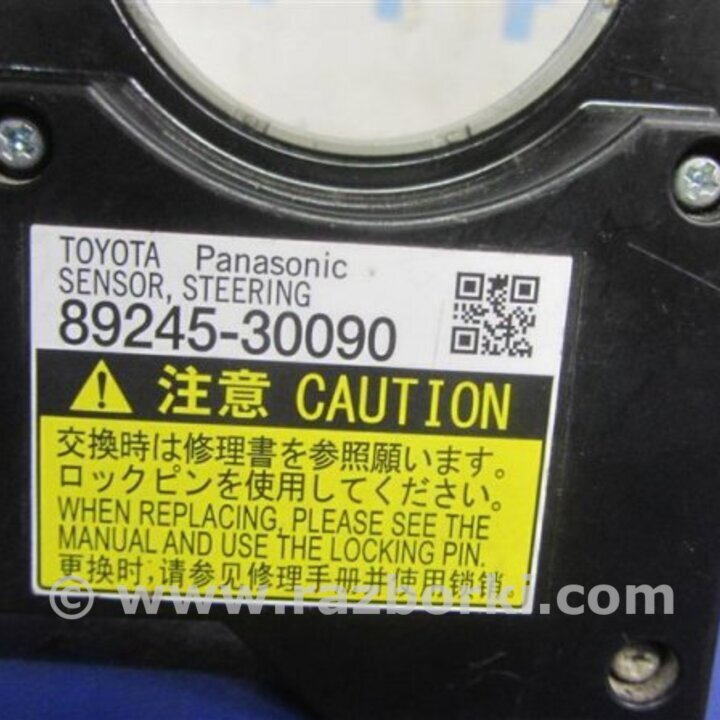 TOYOTA Panasonic
SENSOR, STEERING
89245-30090
注意 CAUTION
交換時は修理書を参照願います。
ロックピンを使用してください。
WHEN REPLACING, PLEASE SEE THE
MANUAL AND USE THE LOCKING PIN.
更换时,请参见修理手册并使用锁销
© www.razborki.com